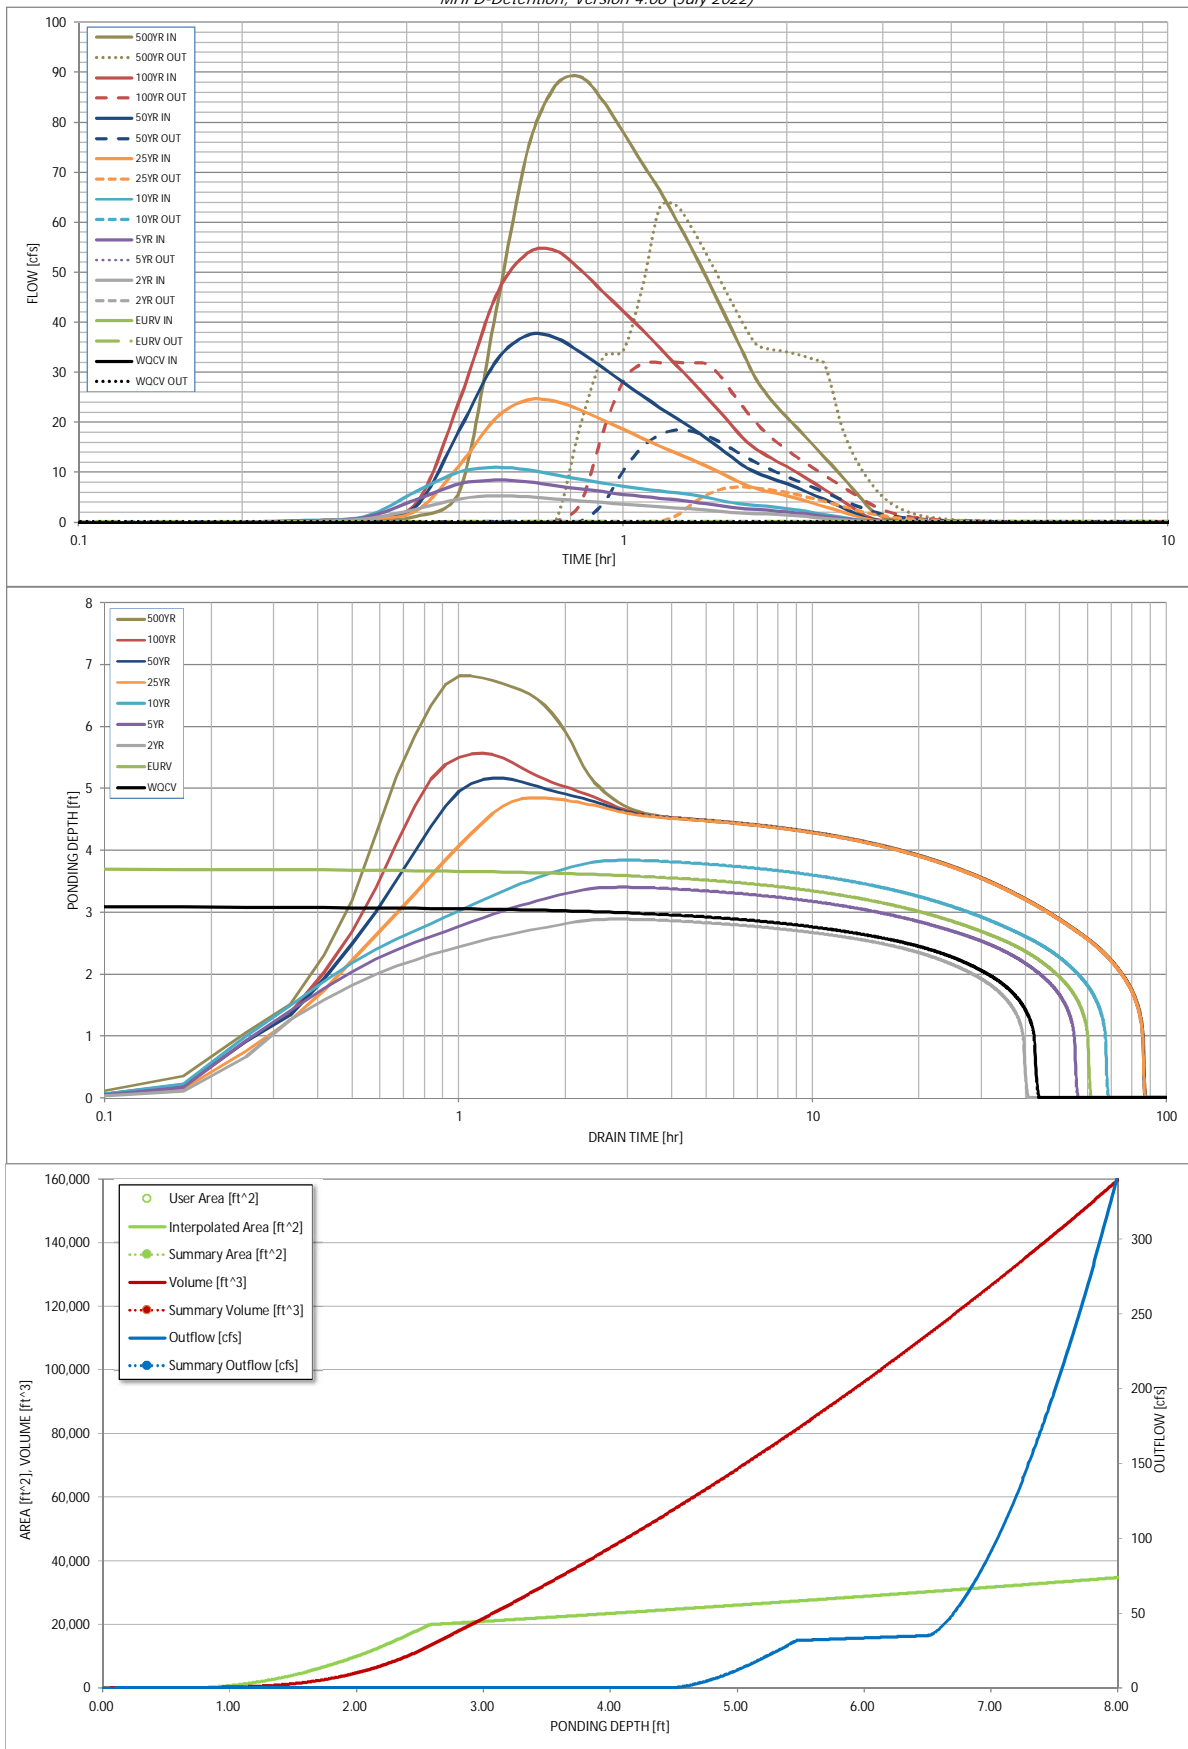 MHFD-Detention, Version 4.06 (July 2022)
100
90
80
70
60
50
40
30
20
10
0
FLOW [cfs]
500YR IN
500YR OUT
100YR IN
100YR OUT
50YR IN
50YR OUT
25YR IN
25YR OUT
10YR IN
10YR OUT
5YR IN
5YR OUT
2YR IN
2YR OUT
EURV IN
EURV OUT
WQCV IN
WQCV OUT
0.1 1 10
TIME [hr]
8
7
6
5
4
3
2
1
0
PONDING DEPTH [ft]
500YR
100YR
50YR
25YR
10YR
5YR
2YR
EURV
WQCV
0.1 1 10 100
DRAIN TIME [hr]
160,000
140,000
120,000
100,000
80,000
60,000
40,000
20,000
0
AREA [ft^2], VOLUME [ft^3]
User Area [ft^2]
Interpolated Area [ft^2]
Summary Area [ft^2]
Volume [ft^3]
Summary Volume [ft^3]
Outflow [cfs]
Summary Outflow [cfs]
300
250
200
150
100
50
0
OUTFLOW [cfs]
0.00 1.00 2.00 3.00 4.00 5.00 6.00 7.00 8.00
PONDING DEPTH [ft]